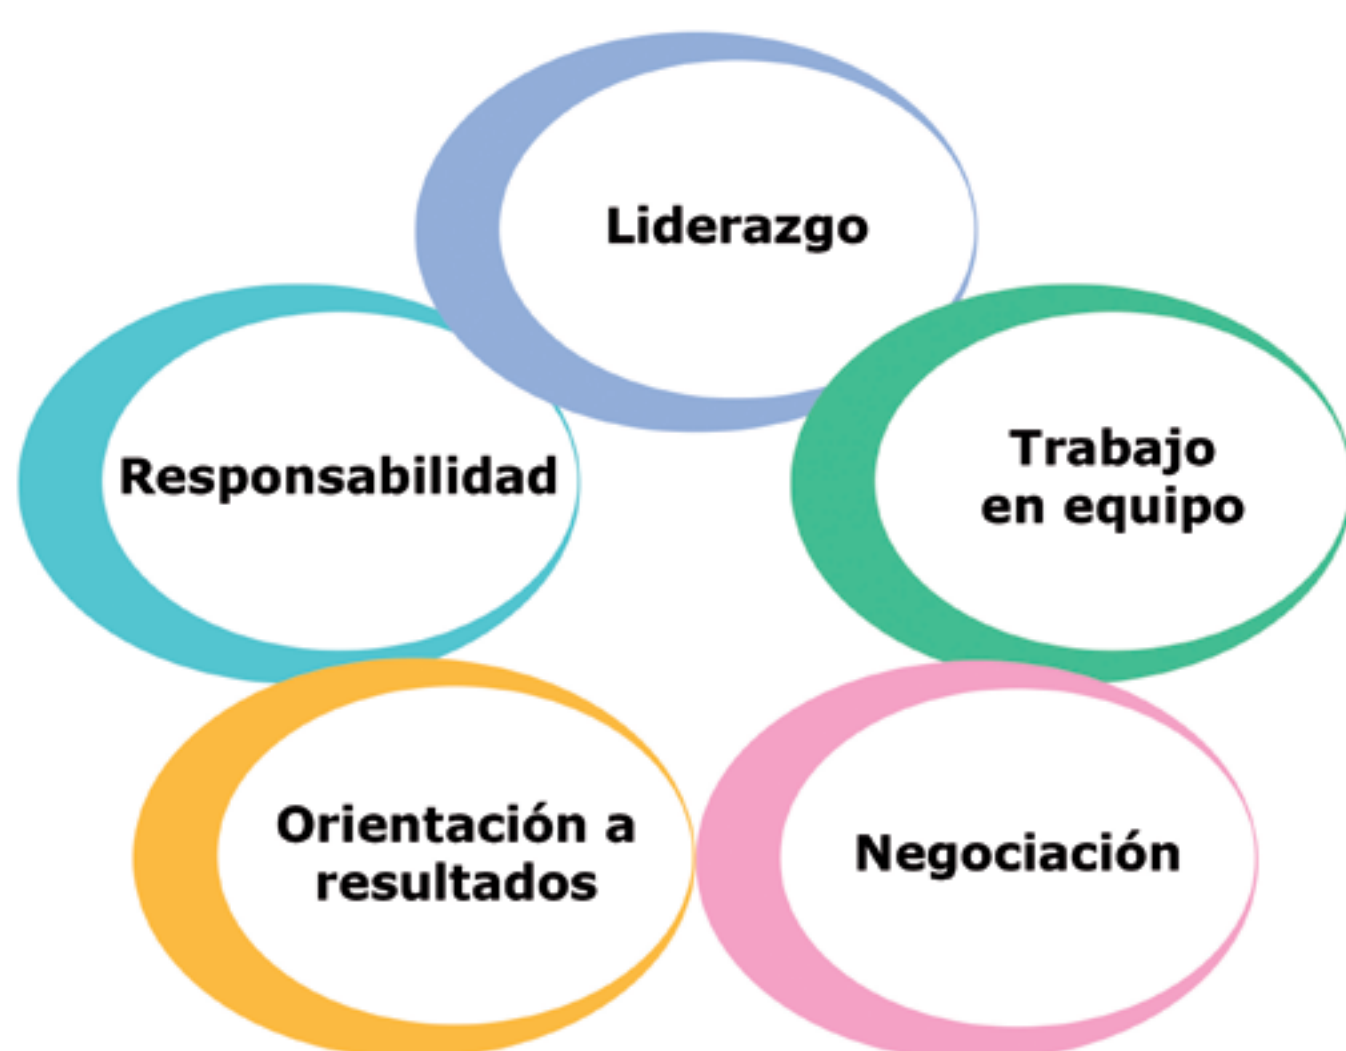 Liderazgo
Responsabilidad
Trabajo
en equipo
Orientación a
resultados
Negociación